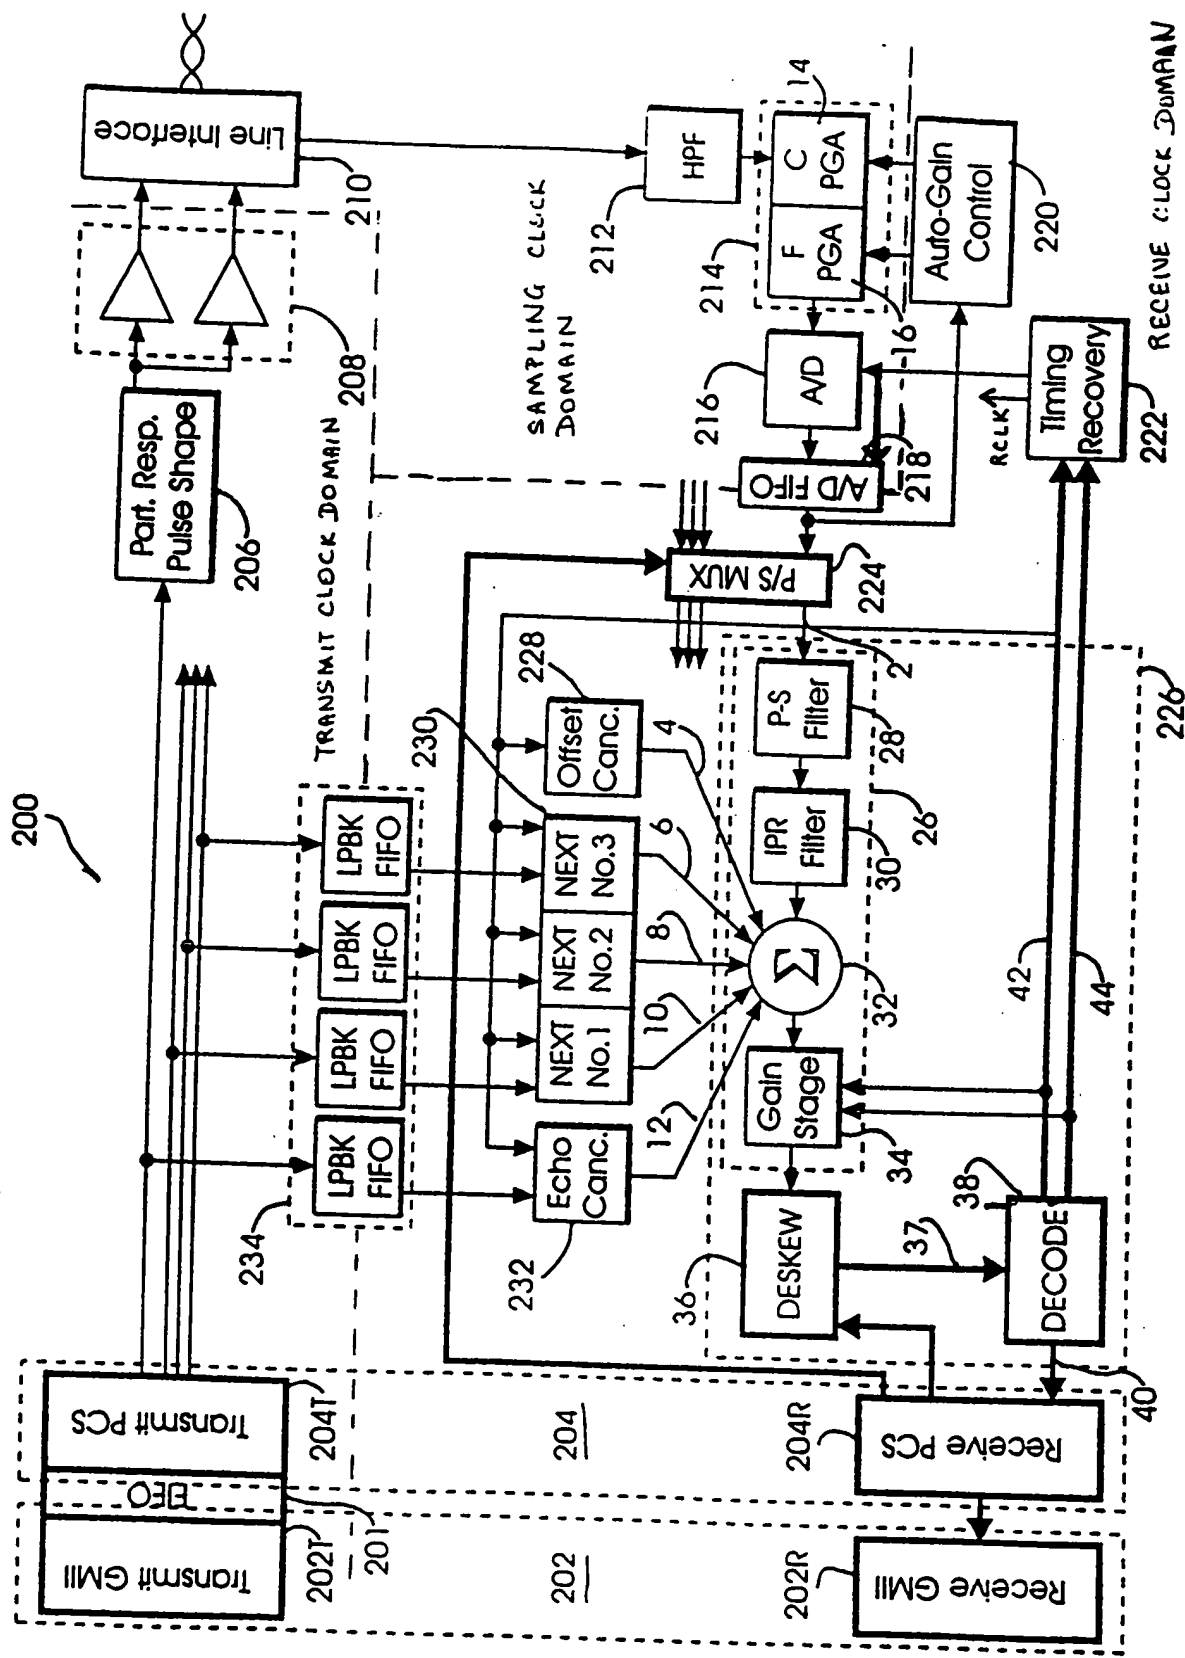 200
Transmit GMII
202T
FIFO
201
Transmit PCS
204T
Part. Resp.
Pulse Shape
206
208
Line Interface
210
TRANSMIT CLOCK DOMAIN
234
LPBK
FIFO
LPBK
FIFO
LPBK
FIFO
LPBK
FIFO
SAMPLING CLOCK
DOMAIN
230
Echo
Canc.
232
NEXT
No.1
NEXT
No.2
NEXT
No.3
Offset
Canc.
228
12
10
8
6
4
HPF
212
214
F
PGA
C
PGA
14
16
A/D
216
A/D FIFO
218
P/S MUX
224
2
P-S
Filter
28
IPR
Filter
30
26
Σ
32
Gain
Stage
34
DESKEW
36
37
DECODE
38
40
42
44
226
Auto-Gain
Control
220
RCLK
Timing
Recovery
222
RECEIVE CLOCK DOMAIN
202
204
Receive PCS
204R
Receive GMII
202R